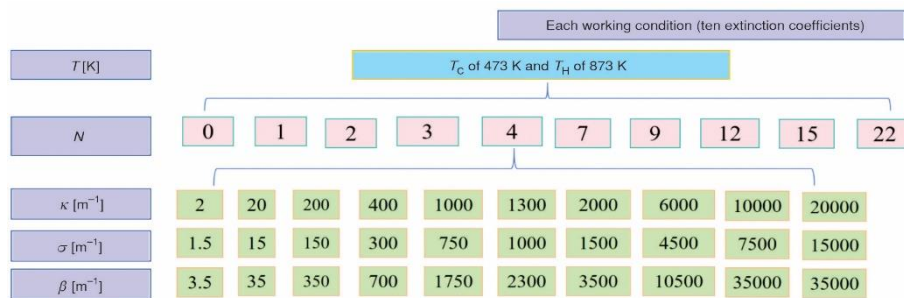 Each working condition (ten extinction coefficients)
T [K] T_C of 473 K and T_H of 873 K
N 0 1 2 3 4 7 9 12 15 22
κ [m⁻¹] 2 20 200 400 1000 1300 2000 6000 10000 20000
σ [m⁻¹] 1.5 15 150 300 750 1000 1500 4500 7500 15000
β [m⁻¹] 3.5 35 350 700 1750 2300 3500 10500 35000 35000